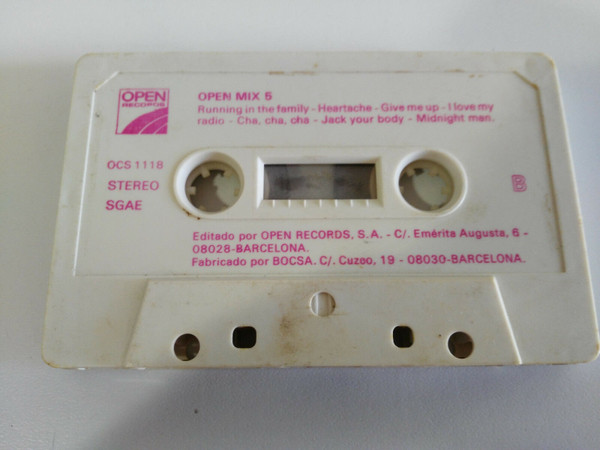 OPEN
RECORDS
OPEN MIX 5
Running in the family - Heartache - Give me up - I love my
radio - Cha, cha, cha - Jack your body - Midnight man.
OCS 1118
STEREO
SGAE
B
Editado por OPEN RECORDS, S.A. - C/. Emérita Augusta, 6 -
08028-BARCELONA.
Fabricado por BOCSA. C/. Cuzco, 19 - 08030-BARCELONA.